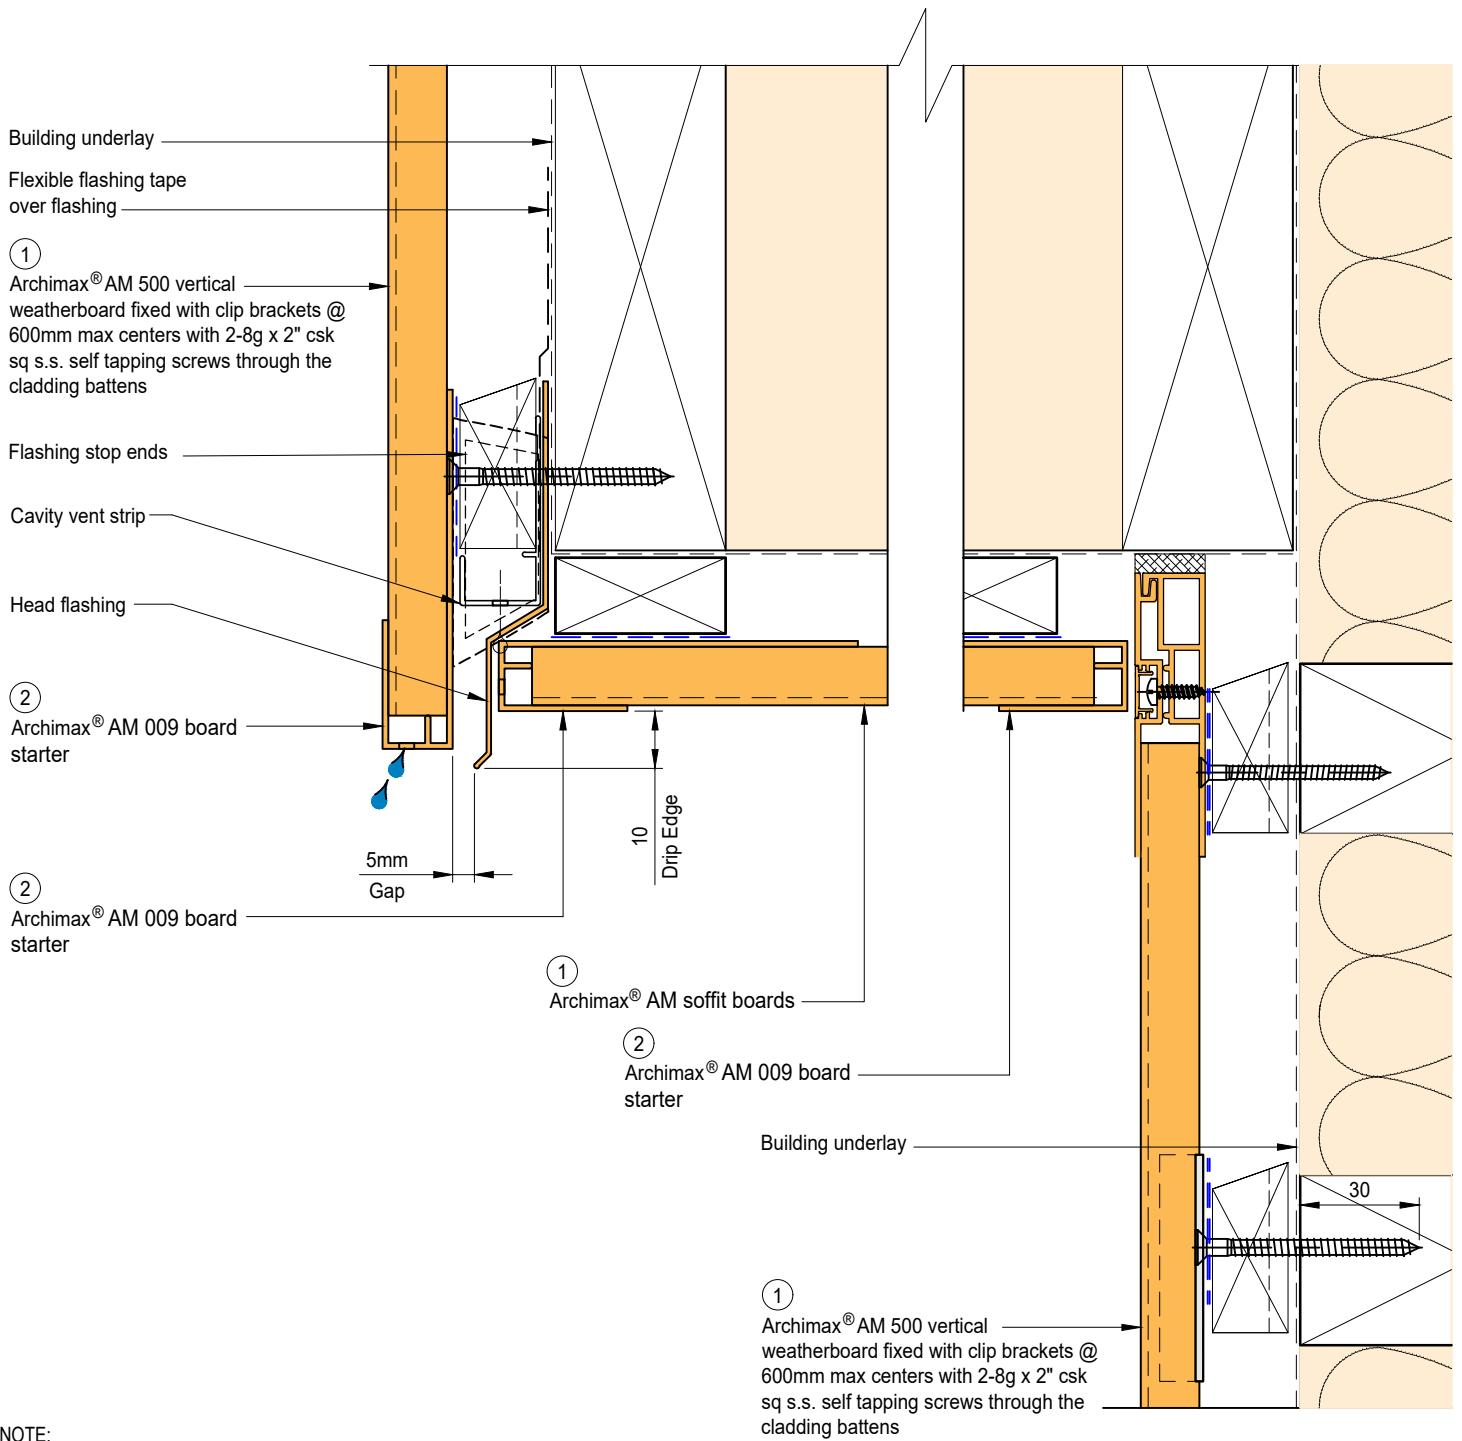 Building underlay
Flexible flashing tape
over flashing
1
Archimax® AM 500 vertical
weatherboard fixed with clip brackets @
600mm max centers with 2-8g x 2" csk
sq s.s. self tapping screws through the
cladding battens
Flashing stop ends
Cavity vent strip
Head flashing
2
Archimax® AM 009 board
starter
5mm
Gap
10
Drip Edge
2
Archimax® AM 009 board
starter
1
Archimax® AM soffit boards
2
Archimax® AM 009 board
starter
Building underlay
30
1
Archimax® AM 500 vertical
weatherboard fixed with clip brackets @
600mm max centers with 2-8g x 2" csk
sq s.s. self tapping screws through the
cladding battens
NOTE: